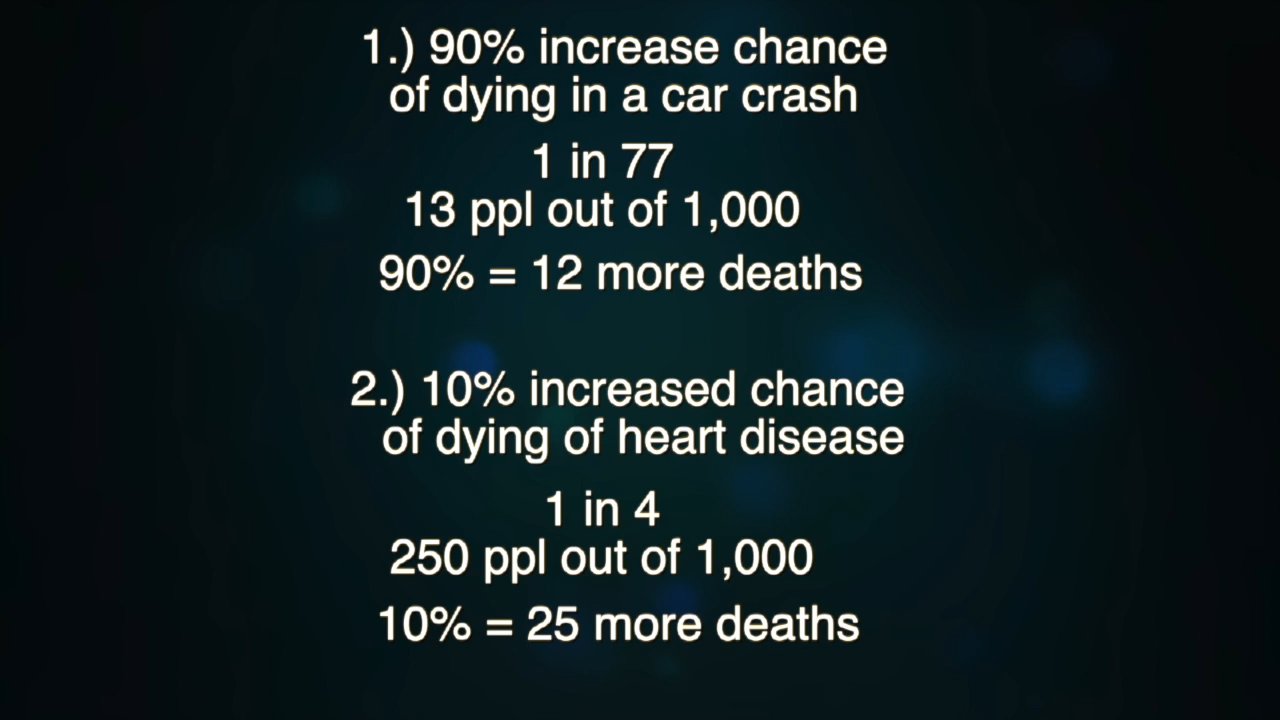 1.) 90% increase chance
of dying in a car crash
1 in 77
13 ppl out of 1,000
90% = 12 more deaths
2.) 10% increased chance
of dying of heart disease
1 in 4
250 ppl out of 1,000
10% = 25 more deaths